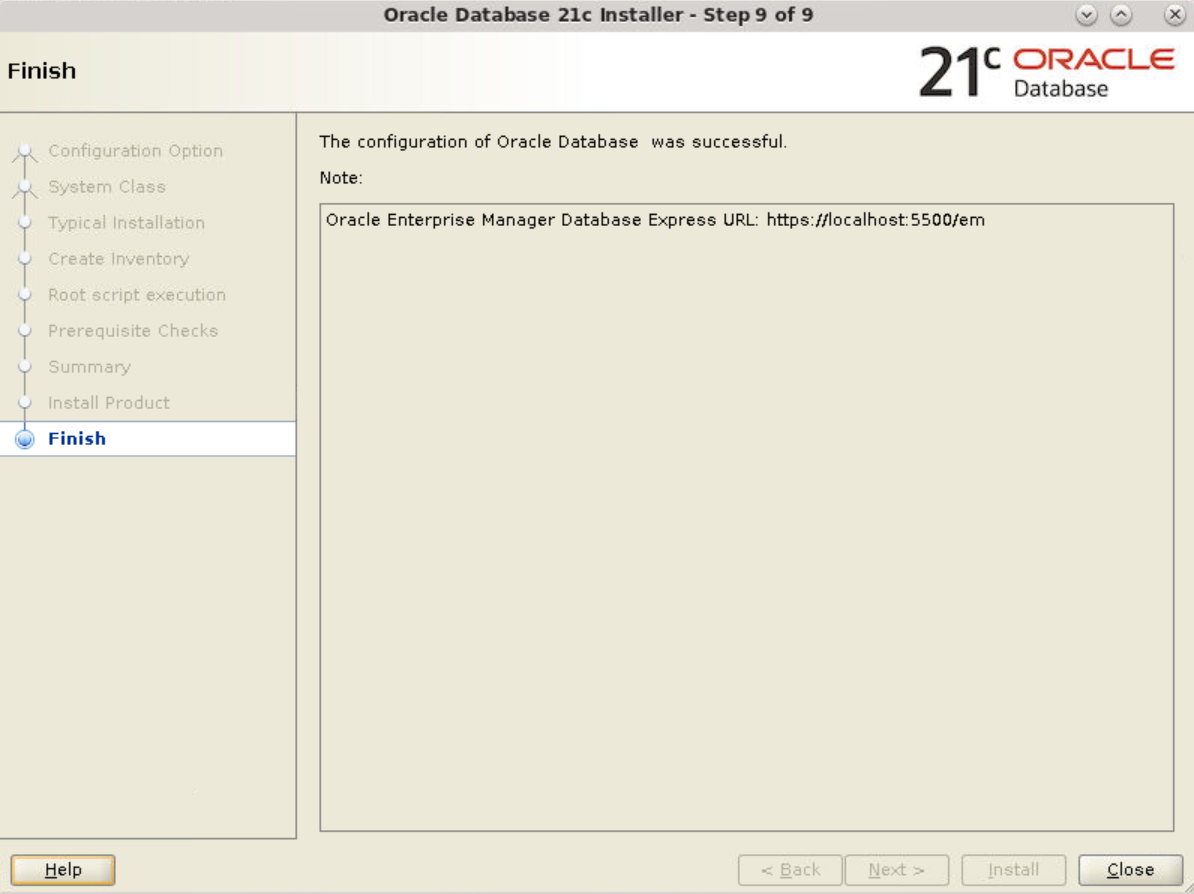 Oracle Database 21c Installer - Step 9 of 9
Finish
21c ORACLE
Database
Configuration Option
System Class
Typical Installation
Create Inventory
Root script execution
Prerequisite Checks
Summary
Install Product
Finish
The configuration of Oracle Database  was successful.
Note:
Oracle Enterprise Manager Database Express URL: https://localhost:5500/em
Help
< Back
Next >
Install
Close